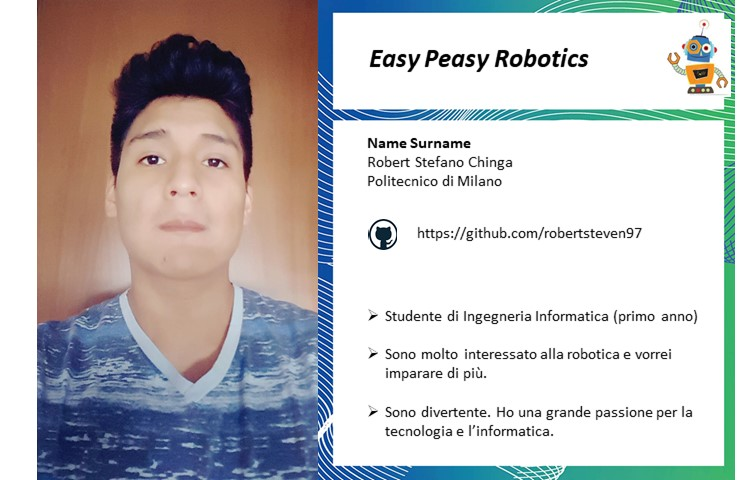 Easy Peasy Robotics
Name Surname
Robert Stefano Chinga
Politecnico di Milano
https://github.com/robertsteven97
➢ Studente di Ingegneria Informatica (primo anno)
➢ Sono molto interessato alla robotica e vorrei
imparare di più.
➢ Sono divertente. Ho una grande passione per la
tecnologia e l’informatica.